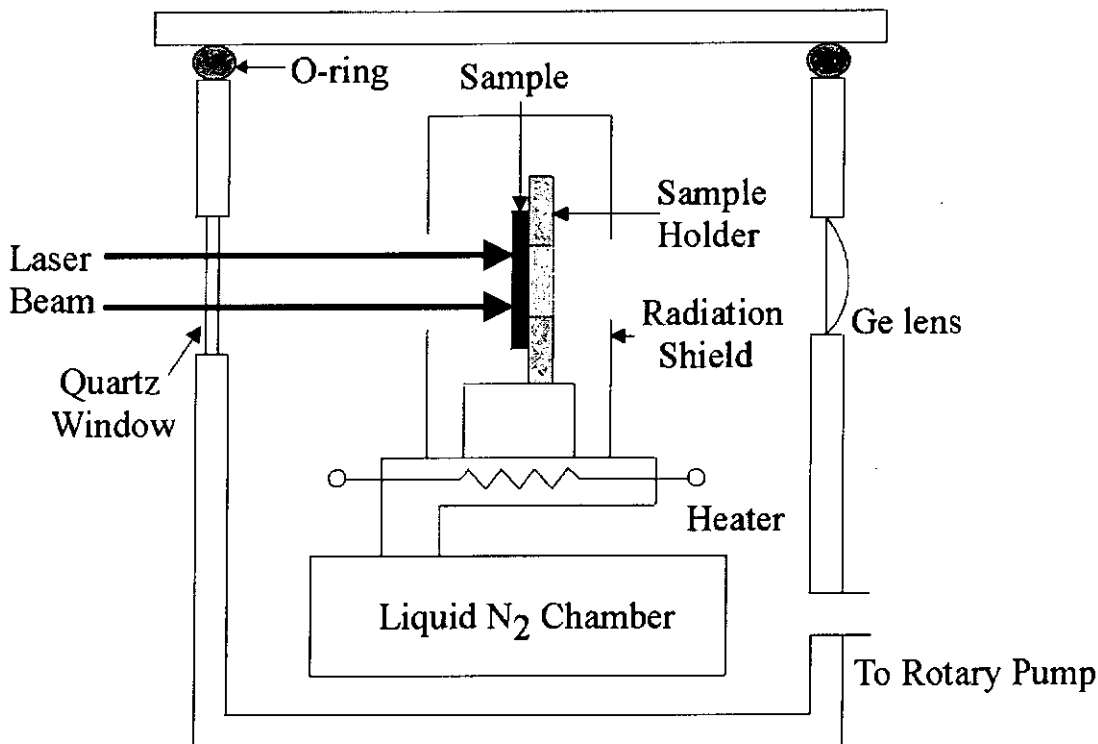 O-ring
Sample
Sample
Holder
Laser
Beam
Radiation
Shield
Ge lens
Quartz
Window
Heater
Liquid N₂ Chamber
To Rotary Pump